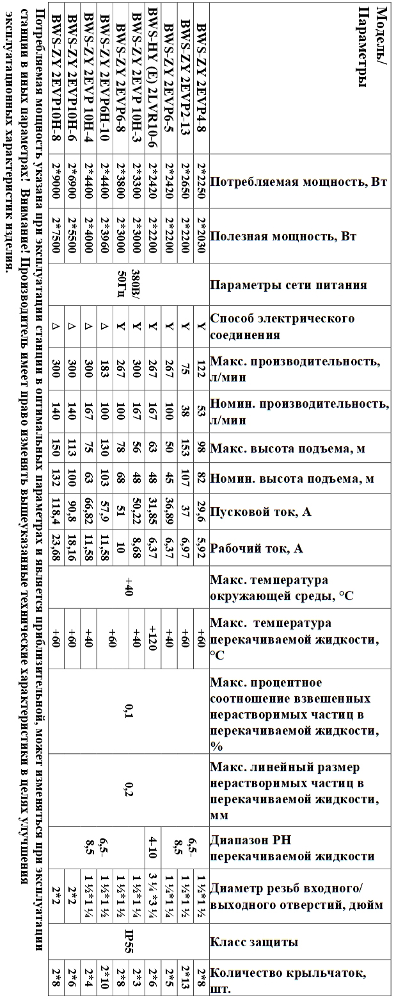 Модель/
Параметры
Потребляемая мощность, Вт
Полезная мощность, Вт
Параметры сети питания
Способ электрического
соединения
Макс. производительность,
л/мин
Номин. производительность,
л/мин
Макс. высота подъема, м
Номин. высота подъема, м
Пусковой ток, А
Рабочий ток, А
Макс. температура
окружающей среды, °С
Макс. температура
перекачиваемой жидкости,
°С
Макс. процентное
соотношение взвешенных
нерастворимых частиц в
перекачиваемой жидкости,
%
Макс. линейный размер
нерастворимых частиц в
перекачиваемой жидкости,
мм
Диапазон РН
перекачиваемой жидкости
Диаметр резьб входного/
выходного отверстий, дюйм
Класс защиты
Количество крыльчаток,
шт.
BWS-ZY 2EVP4-8 2*2250 2*2030 Y 122 53 98 82 29,6 5,92 +60 1 ½*1 ½ 2*8
BWS-ZY 2EVP2-13 2*2650 2*2200 Y 75 38 153 107 37 6,97 +60 6,5- 1 ½*1 ½ 2*13
8,5
BWS-ZY 2EVP6-5 2*2420 2*2200 Y 267 100 50 45 36,89 6,37 +40 1 ¼*1 ¼ 2*5
BWS-HY (E) 2LVR10-6 2*2420 2*2200 Y 267 167 63 48 31,85 6,37 +120 4-10 3 ¼ *3 ¼ 2*6
BWS-ZY 2EVP 10H-3 2*3300 2*3000 380В/ Y 300 167 56 48 50,22 8,68 +40 +40 0,1 0,2 1 ½*1 ¼ IP55 2*3
50Гц
BWS-ZY 2EVP6-8 2*3800 2*3000 Y 267 100 78 68 51 10 +60 1 ½*1 ½ 2*8
BWS-ZY 2EVP6H-10 2*4400 2*3960 Δ 183 100 130 103 57,9 11,58 6,5- 1 ½*1 ½ 2*10
8,5
BWS-ZY 2EVP 10H-4 2*4400 2*4000 Δ 300 167 75 63 66,82 11,58 +40 1 ½*1 ¼ 2*4
BWS-ZY 2EVP10H-6 2*6900 2*5500 Δ 300 140 113 100 90,8 18,16 +60 2*2 2*6
BWS-ZY 2EVP10H-8 2*9000 2*7500 Δ 300 140 150 132 118,4 23,68 +60 2*2 2*8
Потребляемая мощность указана при эксплуатации станции в оптимальных параметрах и является приблизительной, может изменяться при эксплуатации
станции в иных параметрах! Внимание! Производитель имеет право изменять вышеуказанные технические характеристики в целях улучшения
эксплуатационных характеристик изделия.